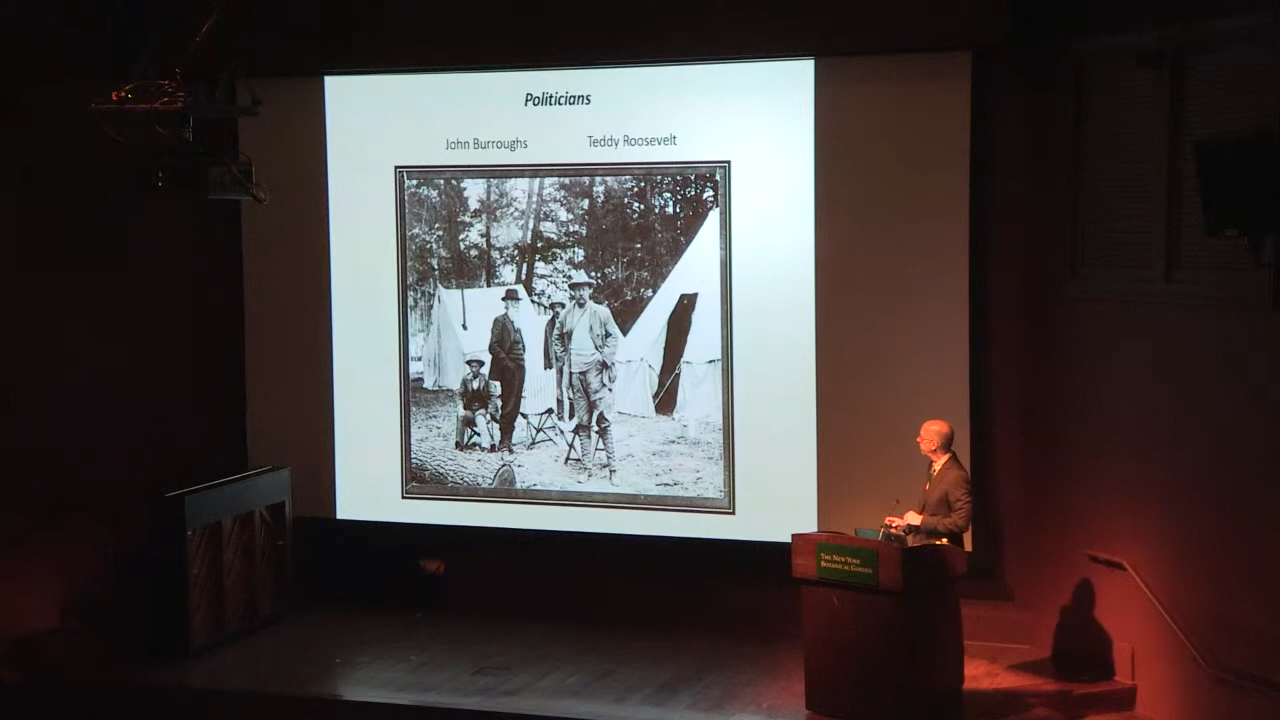 Politicians
John Burroughs
Teddy Roosevelt
THE NEW YORK
BOTANICAL GARDEN